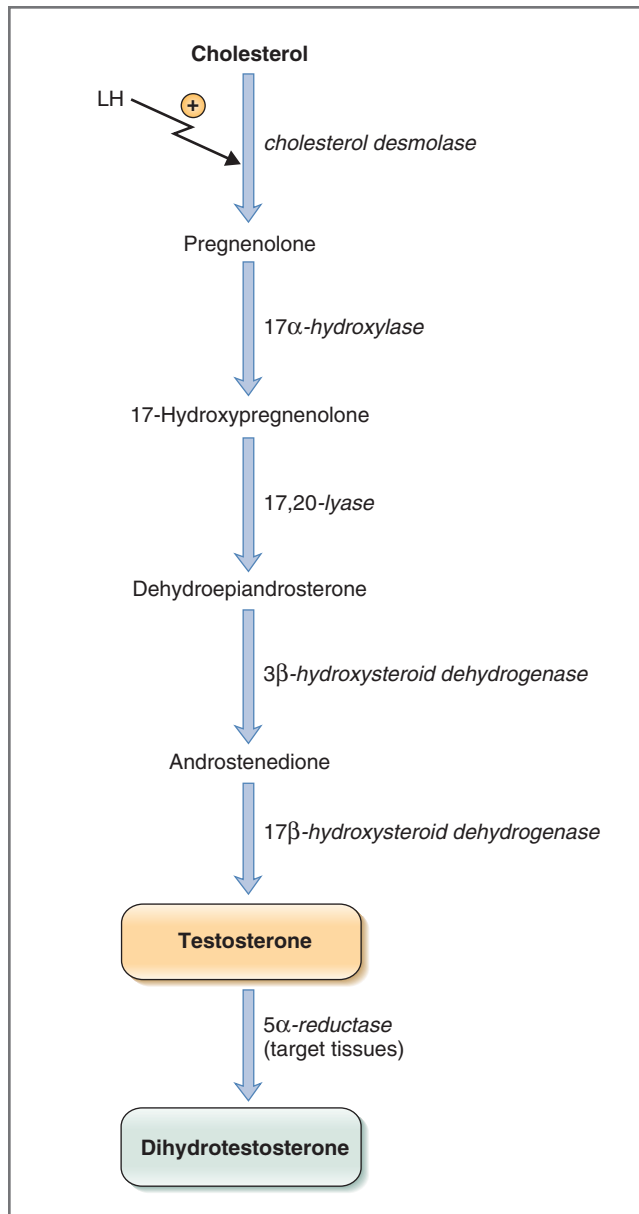 Cholesterol
LH
+
cholesterol desmolase
Pregnenolone
17α-hydroxylase
17-Hydroxypregnenolone
17,20-lyase
Dehydroepiandrosterone
3β-hydroxysteroid dehydrogenase
Androstenedione
17β-hydroxysteroid dehydrogenase
Testosterone
5α-reductase
(target tissues)
Dihydrotestosterone